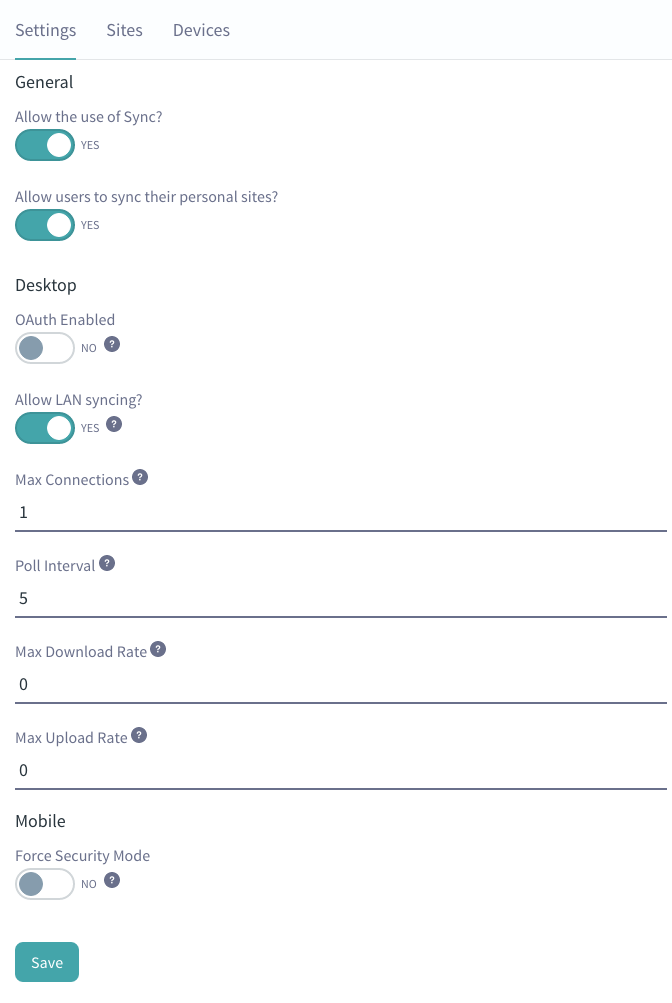 Settings Sites Devices
General
Allow the use of Sync?
YES
Allow users to sync their personal sites?
YES
Desktop
OAuth Enabled
NO ?
Allow LAN syncing?
YES ?
Max Connections ?
1
Poll Interval ?
5
Max Download Rate ?
0
Max Upload Rate ?
0
Mobile
Force Security Mode
NO ?
Save